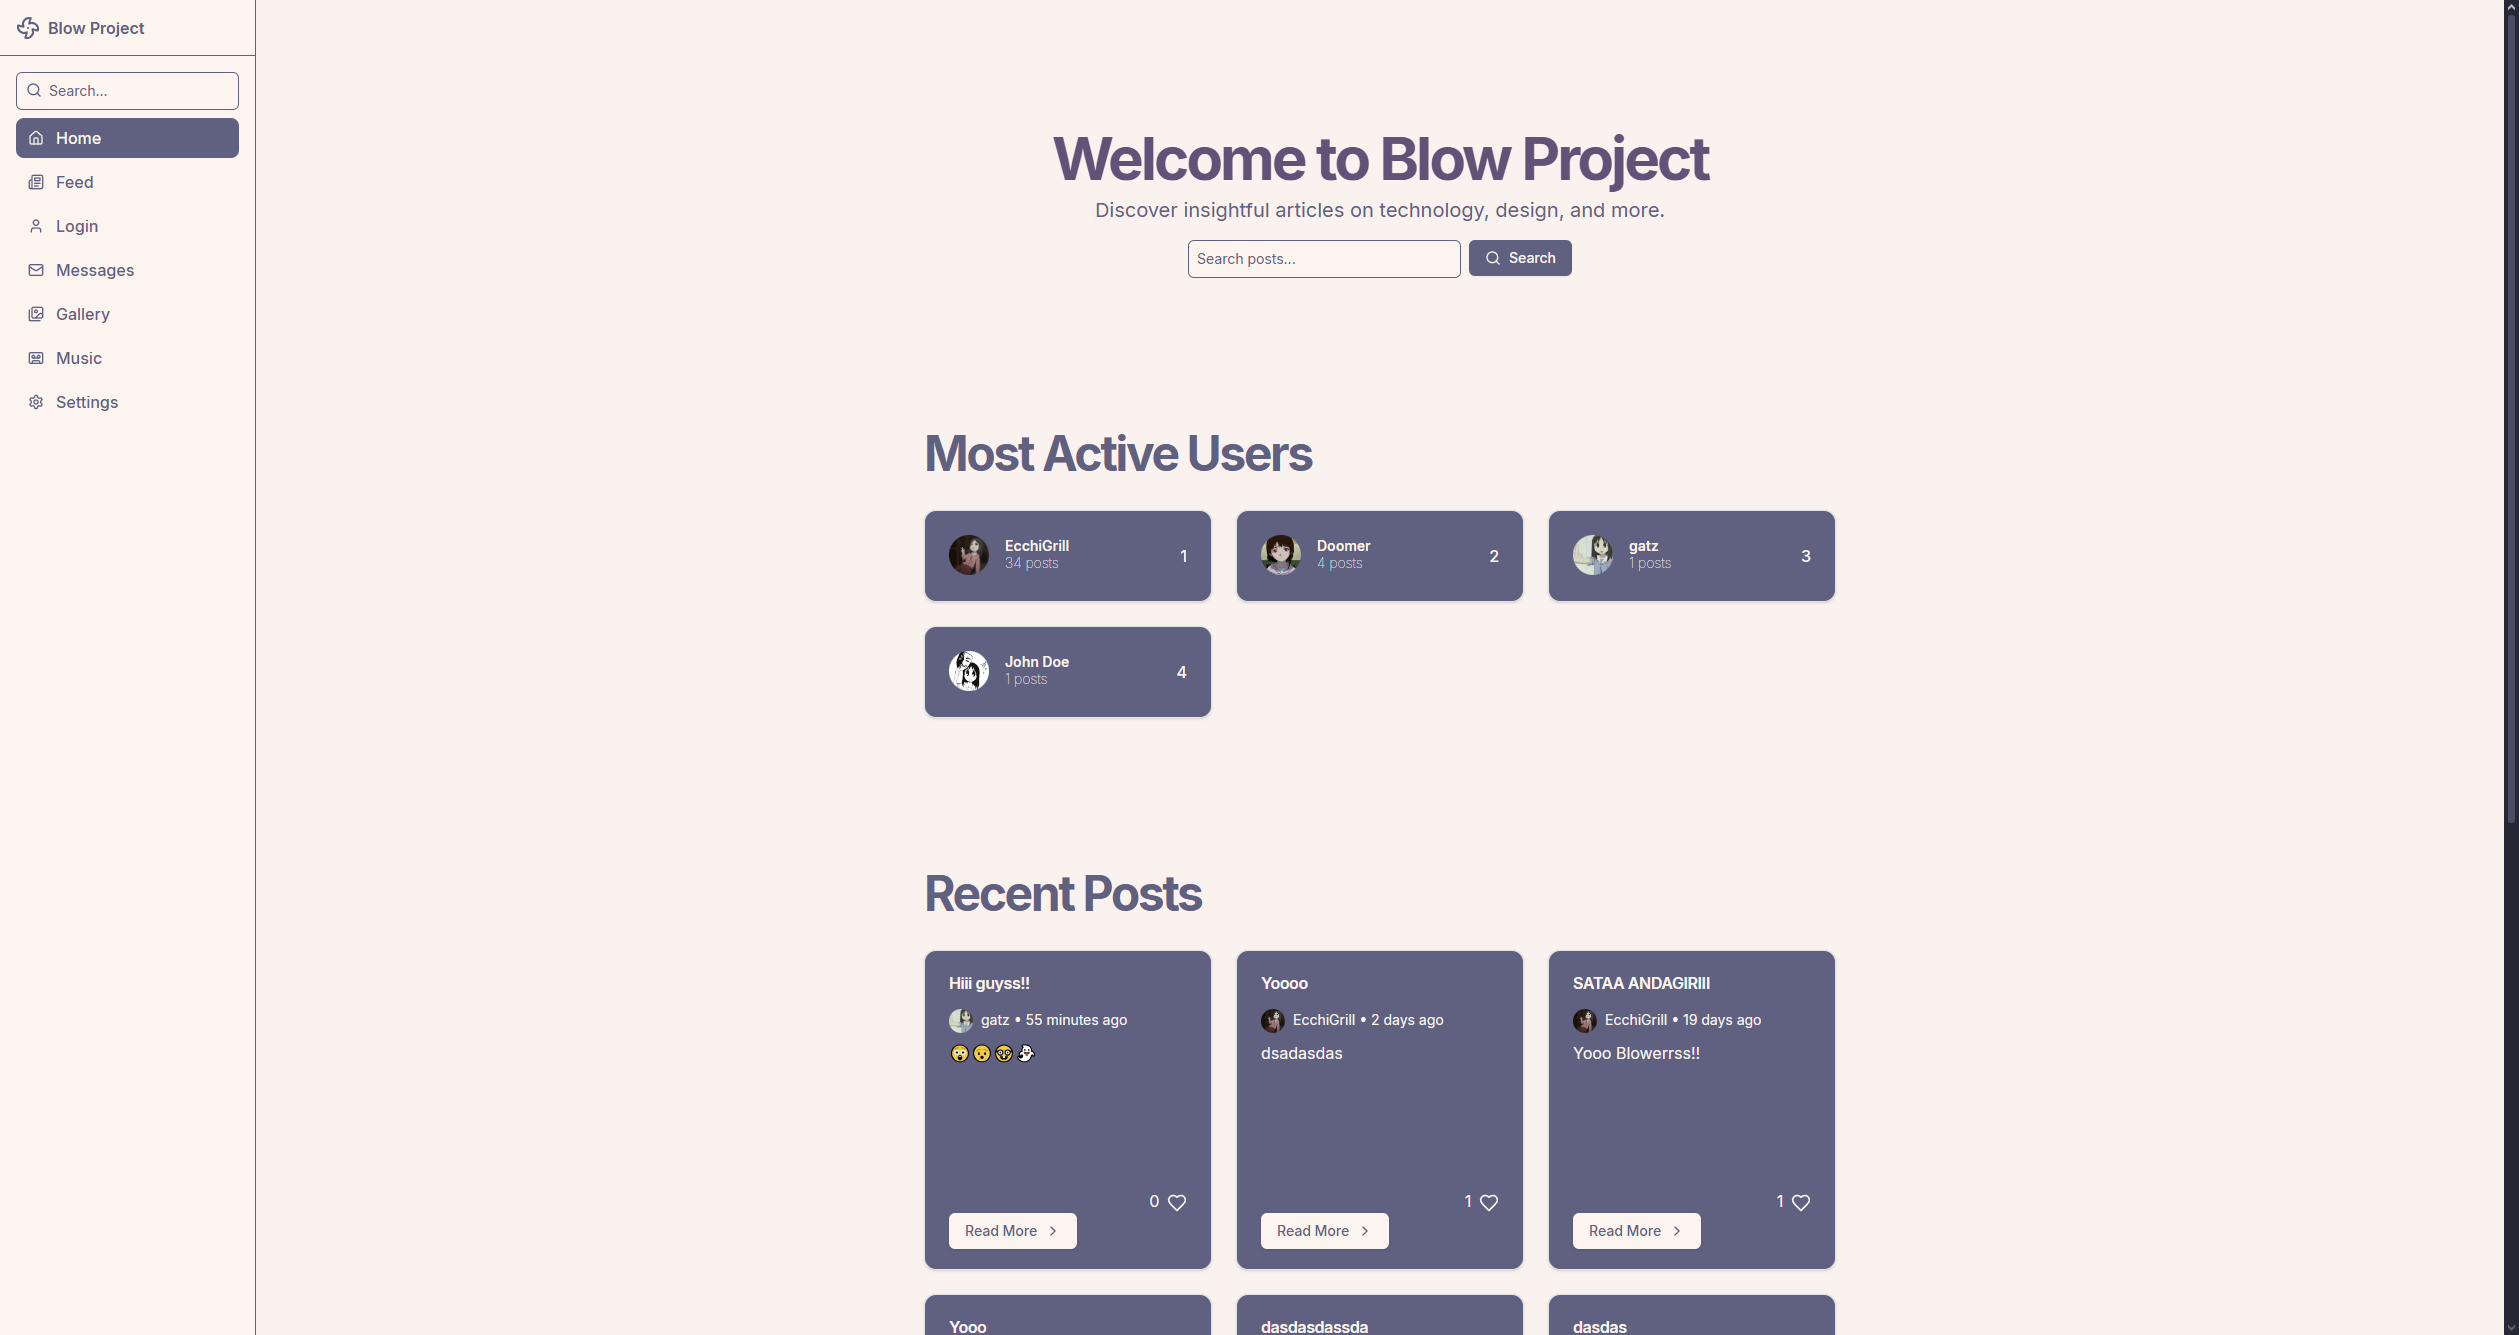 Blow Project
Search...
Home
Feed
Login
Messages
Gallery
Music
Settings
Welcome to Blow Project
Discover insightful articles on technology, design, and more.
Search posts...
Search
Most Active Users
EcchiGrill
34 posts
1
Doomer
4 posts
2
gatz
1 posts
3
John Doe
1 posts
4
Recent Posts
Hiii guyss!!
gatz • 55 minutes ago
😳😮🤓👻
0
Read More
Yoooo
EcchiGrill • 2 days ago
dsadasdas
1
Read More
SATAA ANDAGIRIII
EcchiGrill • 19 days ago
Yooo Blowerrss!!
1
Read More
Yooo
dasdasdassda
dasdas